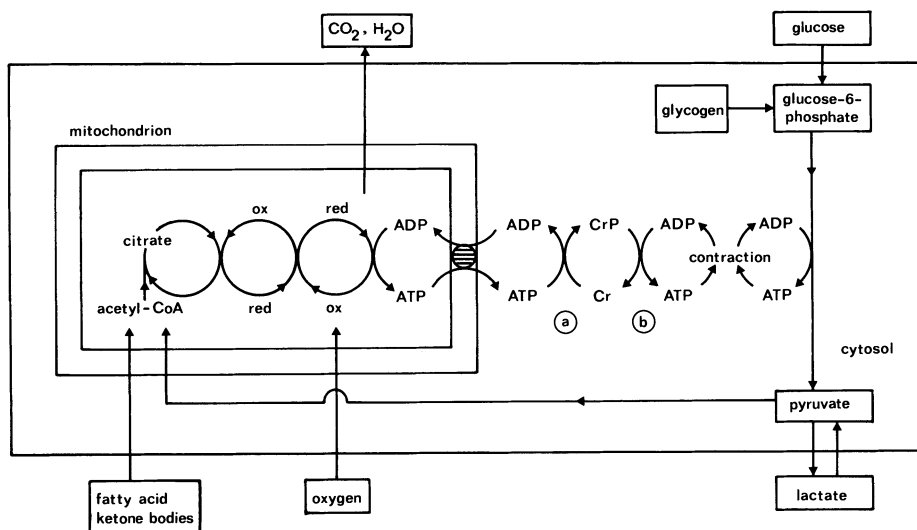 CO2, H2O
glucose
glycogen
glucose-6-
phosphate
mitochondrion
ox
red
ADP
ADP
CrP
ADP
ADP
citrate
contraction
acetyl-CoA
red
ox
ATP
ATP
Cr
ATP
ATP
a
b
cytosol
pyruvate
fatty acid
ketone bodies
oxygen
lactate